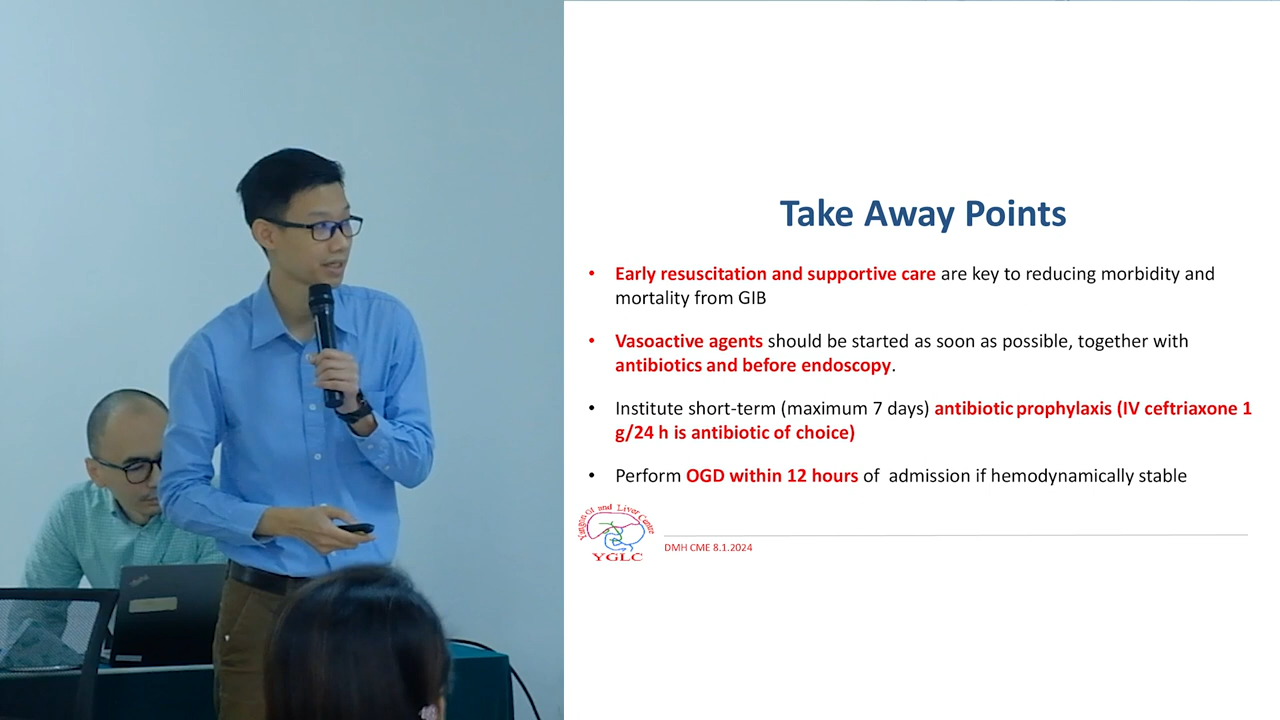 Take Away Points
• Early resuscitation and supportive care are key to reducing morbidity and
mortality from GIB
• Vasoactive agents should be started as soon as possible, together with
antibiotics and before endoscopy.
• Institute short-term (maximum 7 days) antibiotic prophylaxis (IV ceftriaxone 1
g/24 h is antibiotic of choice)
• Perform OGD within 12 hours of admission if hemodynamically stable
Yangon GI and Liver Centre
YGLC
DMH CME 8.1.2024